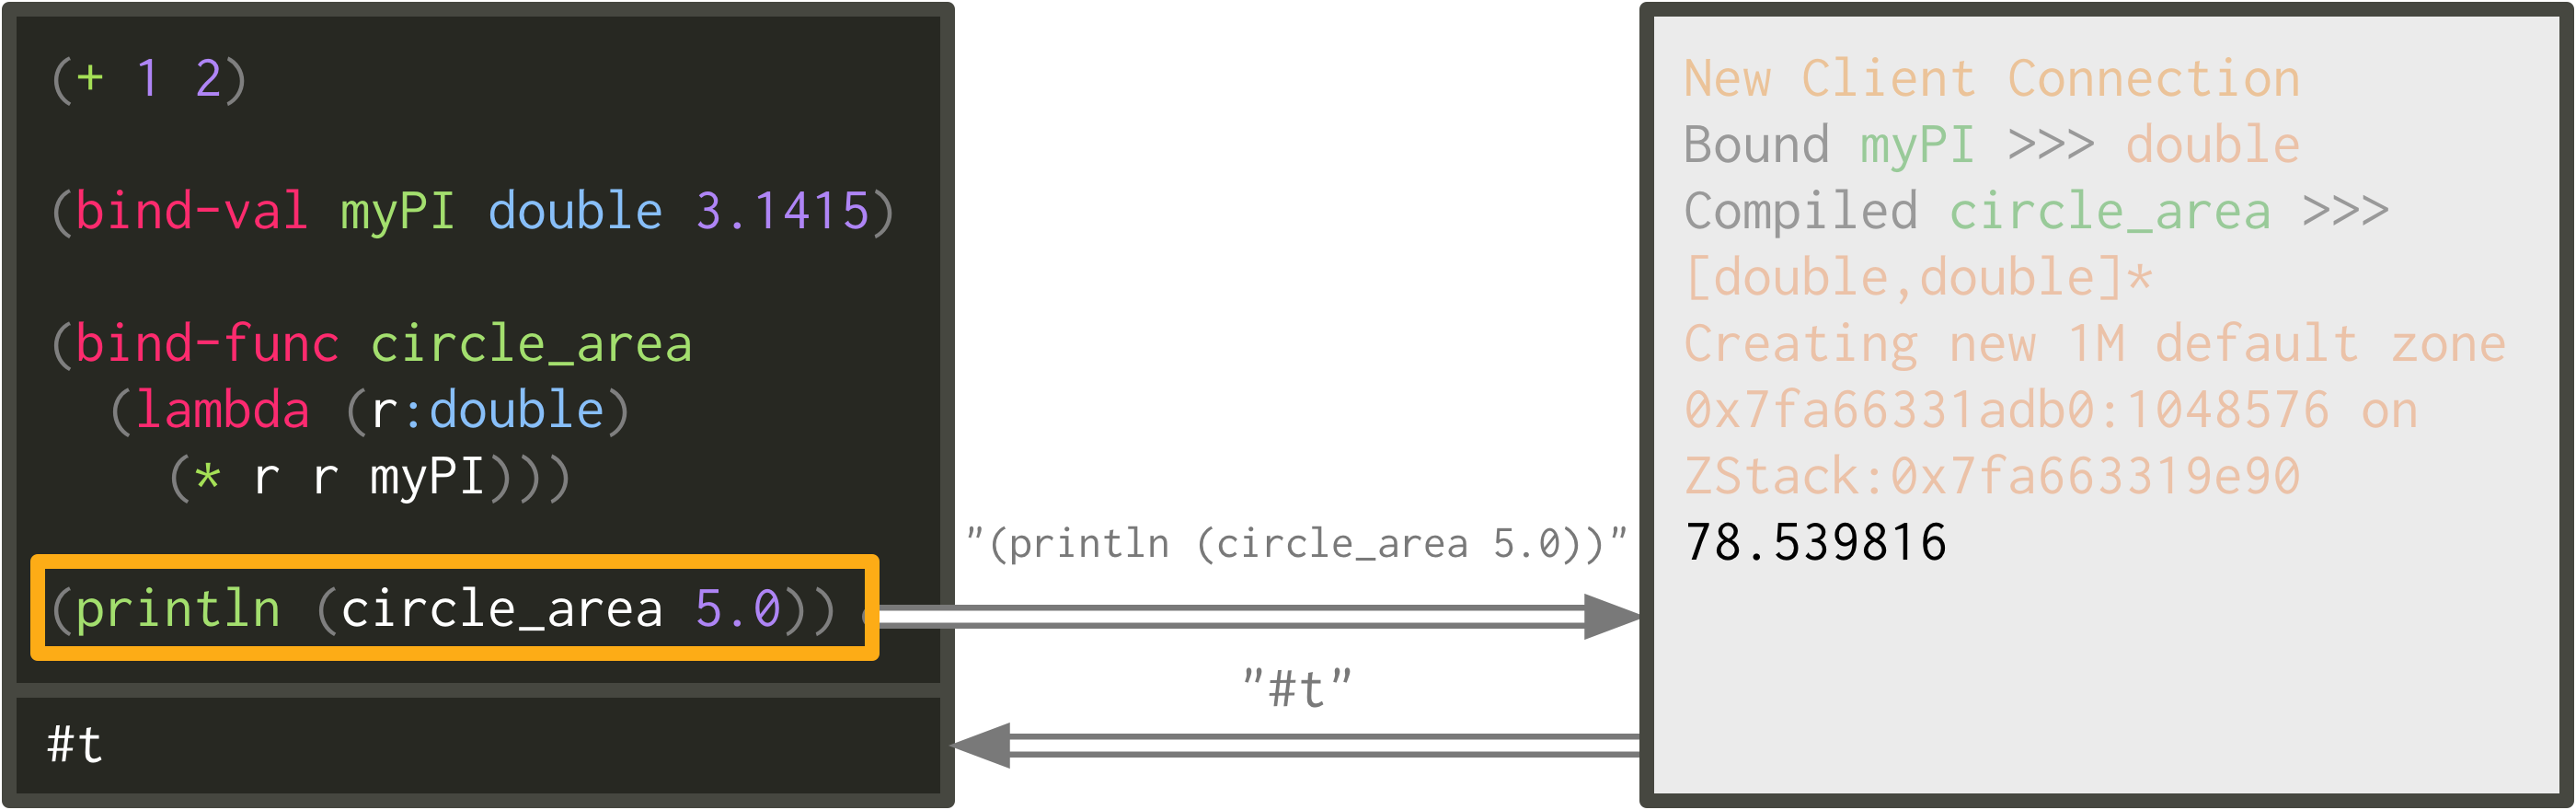 (+ 1 2)
(bind-val myPI double 3.1415)
(bind-func circle_area
(lambda (r:double)
(* r r myPI)))
(println (circle_area 5.0))
#t
"(println (circle_area 5.0))"
"#t"
New Client Connection
Bound myPI >>> double
Compiled circle_area >>>
[double,double]*
Creating new 1M default zone
0x7fa66331adb0:1048576 on
ZStack:0x7fa663319e90
78.539816